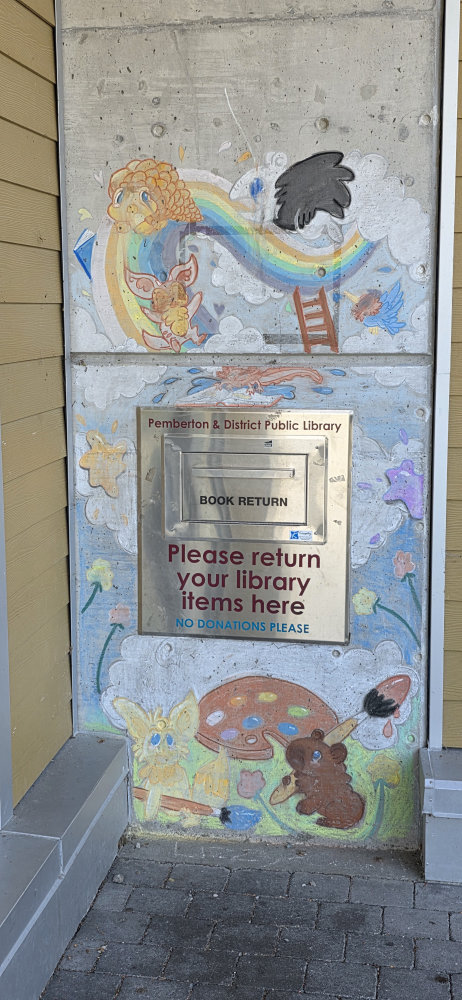 Pemberton & District Public Library
BOOK RETURN
Please return
your library
items here
NO DONATIONS PLEASE